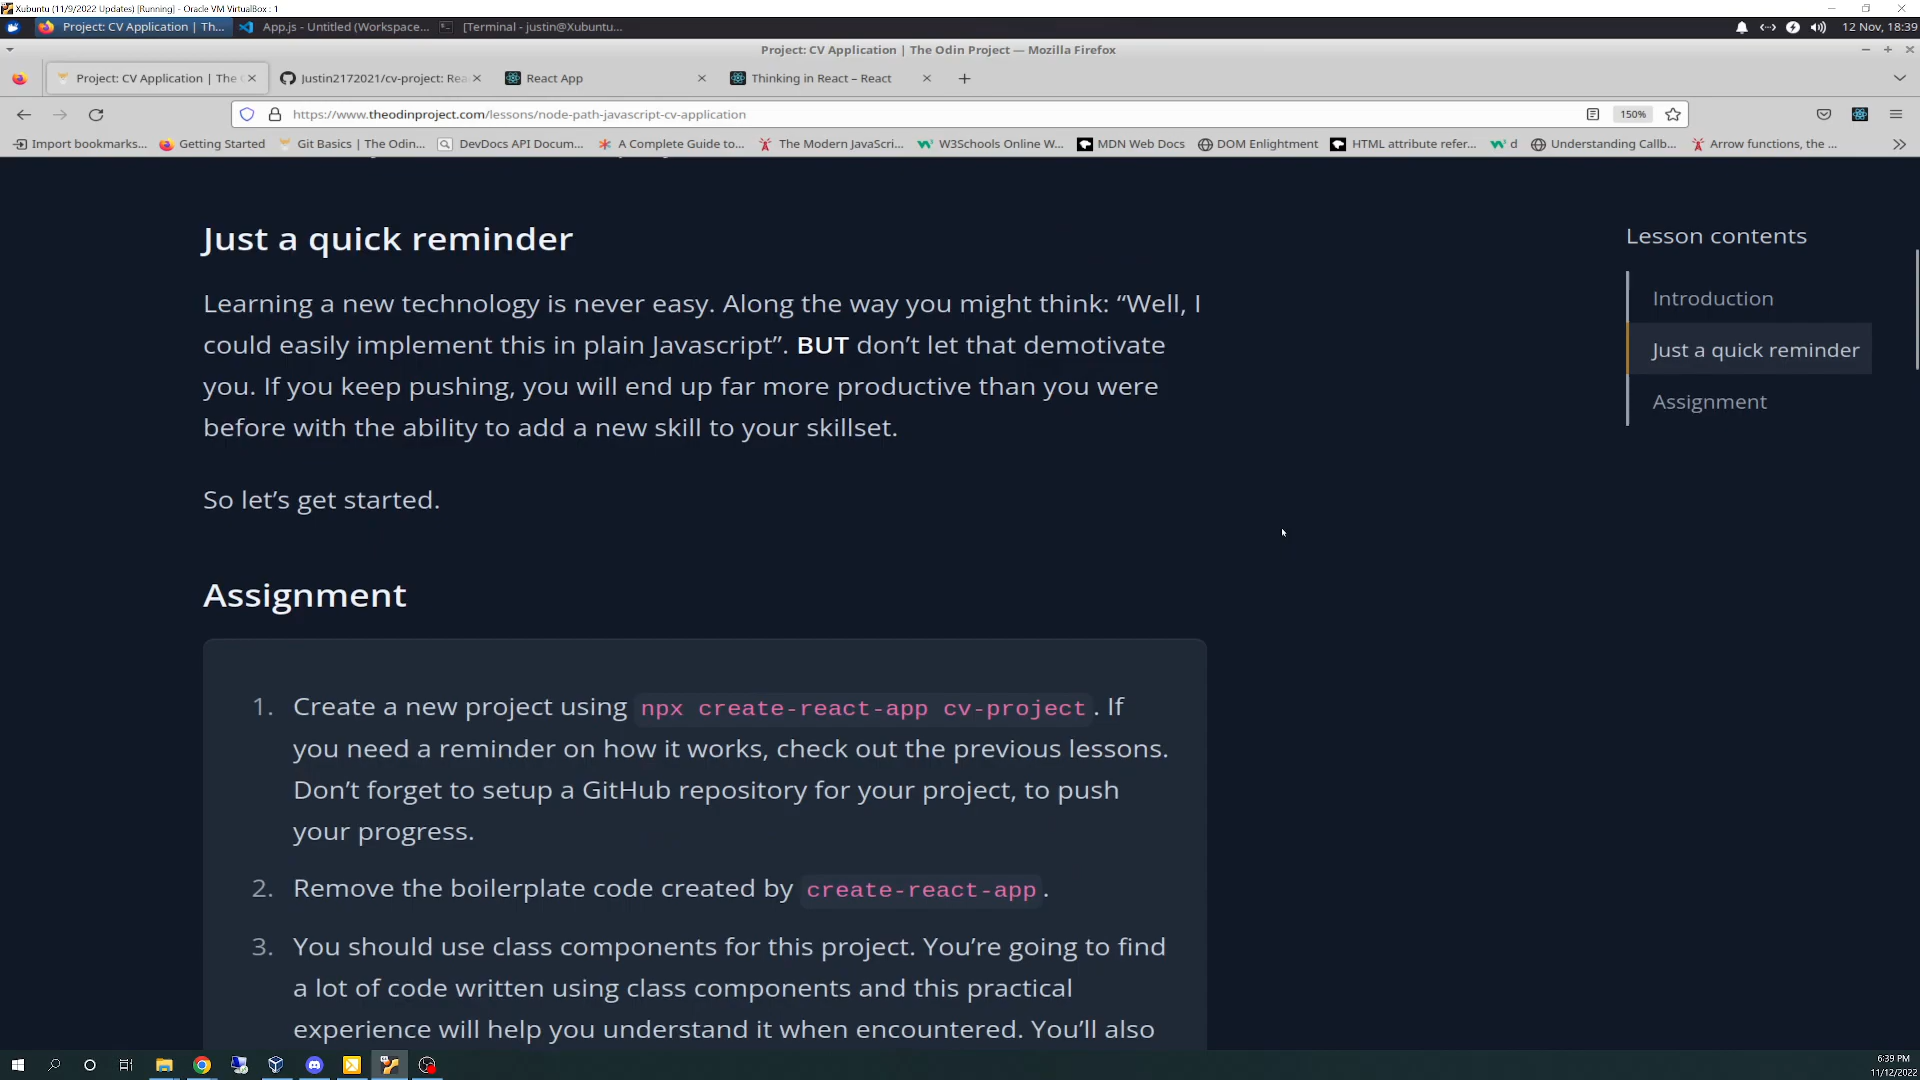 Xubuntu (11/9/2022 Updates) [Running] - Oracle VM VirtualBox : 1
Project: CV Application | Th...
App.js - Untitled (Workspace...
[Terminal - justin@Xubuntu...
12 Nov, 18:39
Project: CV Application | The Odin Project — Mozilla Firefox
Project: CV Application | The
Justin2172021/cv-project: Rea
React App
Thinking in React – React
https://www.theodinproject.com/lessons/node-path-javascript-cv-application
150%
Import bookmarks...
Getting Started
Git Basics | The Odin...
DevDocs API Docum...
A Complete Guide to...
The Modern JavaScri...
W3Schools Online W...
MDN Web Docs
DOM Enlightment
HTML attribute refer...
d
Understanding Callb...
Arrow functions, the ...
Just a quick reminder
Learning a new technology is never easy. Along the way you might think: “Well, I
could easily implement this in plain Javascript”. BUT don’t let that demotivate
you. If you keep pushing, you will end up far more productive than you were
before with the ability to add a new skill to your skillset.
So let’s get started.
Assignment
1. Create a new project using npx create-react-app cv-project. If
you need a reminder on how it works, check out the previous lessons.
Don’t forget to setup a GitHub repository for your project, to push
your progress.
2. Remove the boilerplate code created by create-react-app.
3. You should use class components for this project. You’re going to find
a lot of code written using class components and this practical
experience will help you understand it when encountered. You’ll also
Lesson contents
Introduction
Just a quick reminder
Assignment
6:39 PM
11/12/2022